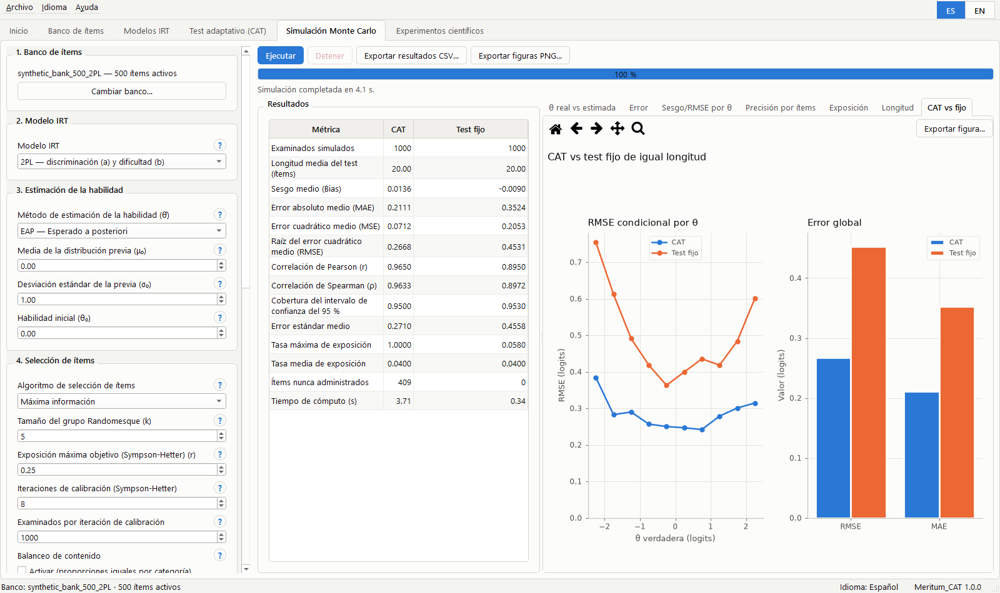 Archivo Idioma Ayuda
ES EN
Inicio Banco de ítems Modelos IRT Test adaptativo (CAT) Simulación Monte Carlo Experimentos científicos
1. Banco de ítems
synthetic_bank_500_2PL — 500 ítems activos
Cambiar banco...
2. Modelo IRT
Modelo IRT ?
2PL — discriminación (a) y dificultad (b)
3. Estimación de la habilidad
Método de estimación de la habilidad (θ̂) ?
EAP — Esperado a posteriori
Media de la distribución previa (μ₀) ?
0.00
Desviación estándar de la previa (σ₀) ?
1.00
Habilidad inicial (θ₀) ?
0.00
4. Selección de ítems
Algoritmo de selección de ítems ?
Máxima información
Tamaño del grupo Randomesque (k) ?
5
Exposición máxima objetivo (Sympson-Hetter) (r) ?
0.25
Iteraciones de calibración (Sympson-Hetter) ?
8
Examinados por iteración de calibración ?
1000
Balanceo de contenido ?
Activar (proporciones iguales por categoría)
Ejecutar Detener Exportar resultados CSV... Exportar figuras PNG...
100 %
Simulación completada en 4.1 s.
Resultados
Métrica CAT Test fijo
Examinados simulados 1000 1000
Longitud media del test
(ítems) 20.00 20.00
Sesgo medio (Bias) 0.0136 -0.0090
Error absoluto medio (MAE) 0.2111 0.3524
Error cuadrático medio (MSE) 0.0712 0.2053
Raíz del error cuadrático
medio (RMSE) 0.2668 0.4531
Correlación de Pearson (r) 0.9650 0.8950
Correlación de Spearman (ρ) 0.9633 0.8972
Cobertura del intervalo de
confianza del 95 % 0.9500 0.9530
Error estándar medio 0.2710 0.4558
Tasa máxima de exposición 1.0000 0.0580
Tasa media de exposición 0.0400 0.0400
Ítems nunca administrados 409 0
Tiempo de cómputo (s) 3.71 0.34
θ real vs estimada Error Sesgo/RMSE por θ Precisión por ítems Exposición Longitud CAT vs fijo
Exportar figura...
CAT vs test fijo de igual longitud
RMSE condicional por θ
CAT
Test fijo
RMSE (logits)
0.7
0.6
0.5
0.4
0.3
0.2
0.1
0.0
−2 −1 0 1 2
θ verdadera (logits)
Error global
CAT
Test fijo
Valor (logits)
0.4
0.3
0.2
0.1
0.0
RMSE MAE
Banco: synthetic_bank_500_2PL · 500 ítems activos Idioma: Español Meritum_CAT 1.0.0